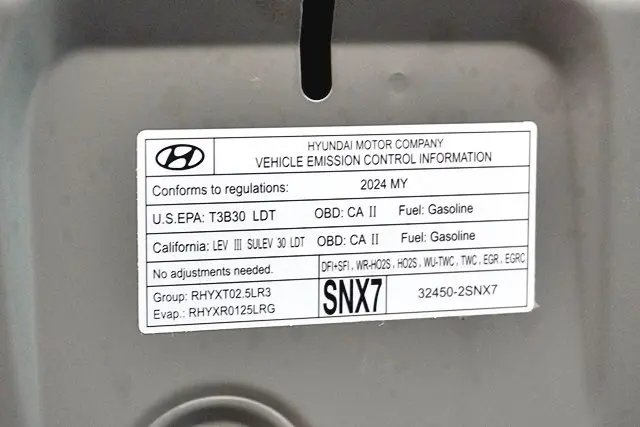 HYUNDAI MOTOR COMPANY
VEHICLE EMISSION CONTROL INFORMATION
Conforms to regulations: 2024 MY
U.S.EPA: T3B30 LDT OBD: CA II Fuel: Gasoline
California: LEV III SULEV 30 LDT OBD: CA II Fuel: Gasoline
No adjustments needed. DFI+SFI, WR-HO2S, HO2S, WU-TWC, TWC, EGR, EGRC
Group: RHYXT02.5LR3
Evap.: RHYXR0125LRG
SNX7 32450-2SNX7